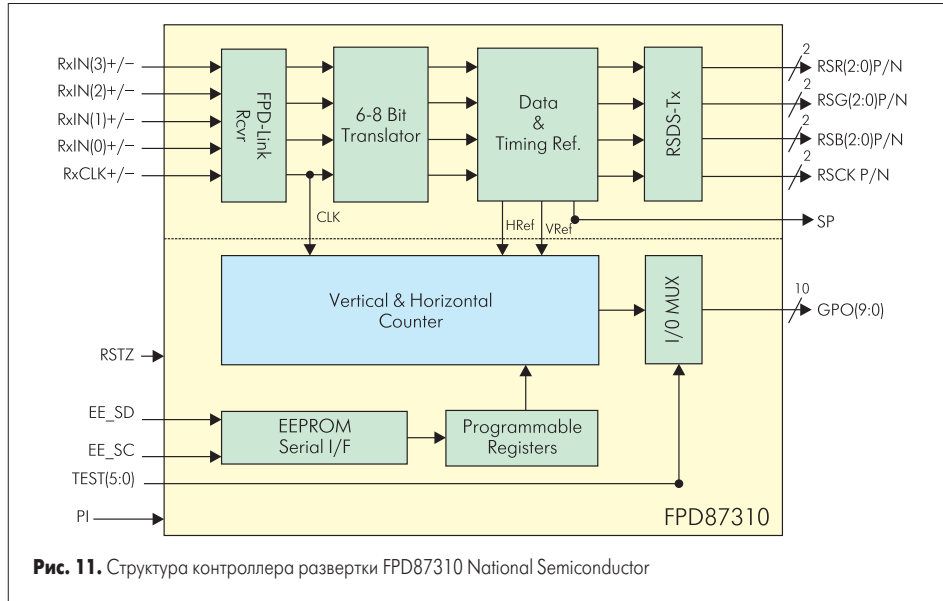 RxIN(3)+/−
RxIN(2)+/−
RxIN(1)+/−
RxIN(0)+/−
RxCLK+/−
FPD-Link
Rcvr
6-8 Bit
Translator
Data
&
Timing Ref.
RSDS-Tx
2
RSR(2:0)P/N
2
RSG(2:0)P/N
2
RSB(2:0)P/N
2
RSCK P/N
CLK
HRef
VRef
SP
Vertical & Horizontal
Counter
I/0 MUX
10
GPO(9:0)
RSTZ
EE_SD
EE_SC
EEPROM
Serial I/F
Programmable
Registers
TEST(5:0)
PI
FPD87310
Рис. 11. Структура контроллера развертки FPD87310 National Semiconductor